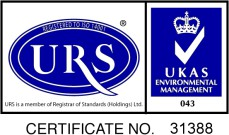 REGISTERED TO ISO 14001
URS
®
URS is a member of Registrar of Standards (Holdings) Ltd.
UKAS
ENVIRONMENTAL
MANAGEMENT
043
CERTIFICATE NO. 31388